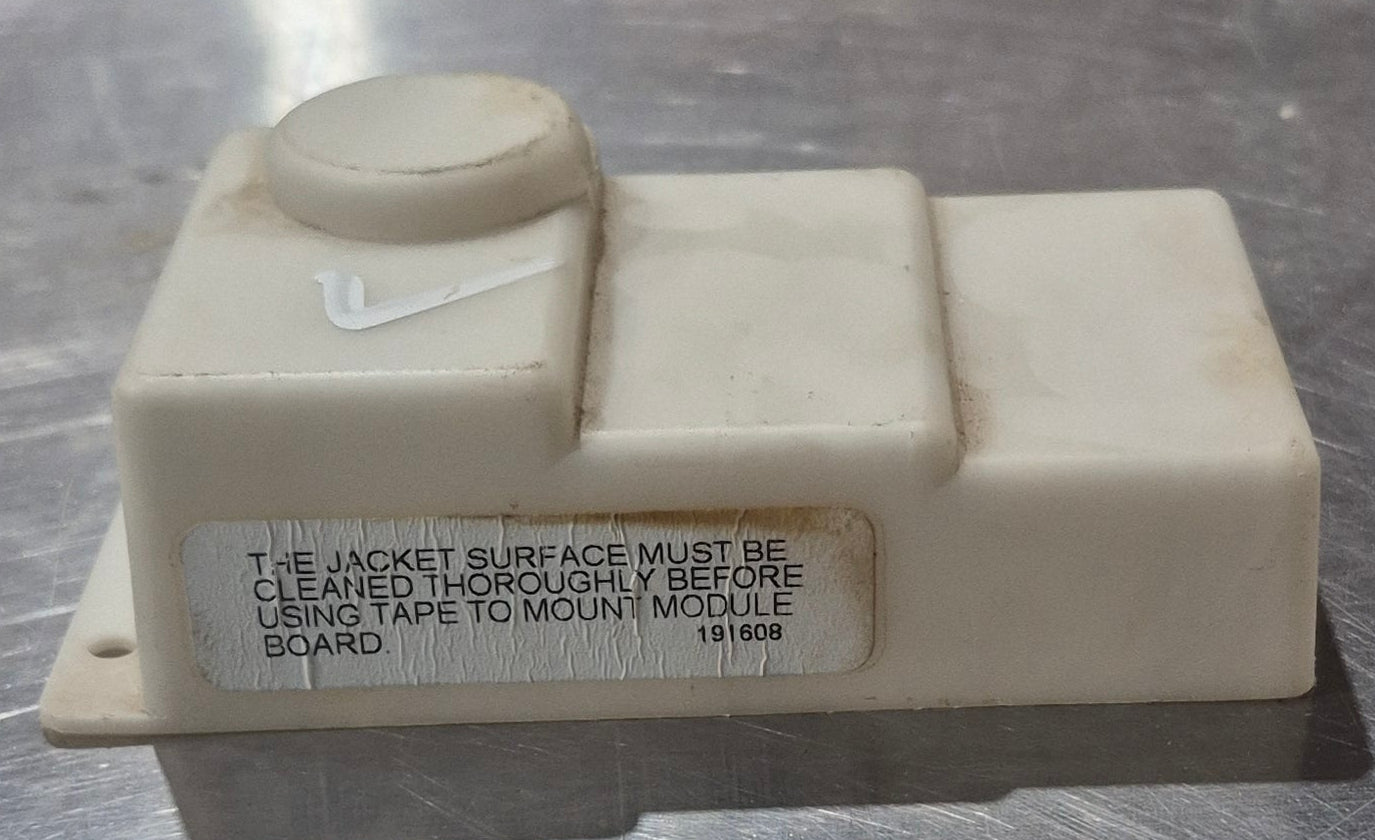 THE JACKET SURFACE MUST BE
CLEANED THOROUGHLY BEFORE
USING TAPE TO MOUNT MODULE
BOARD.
191608